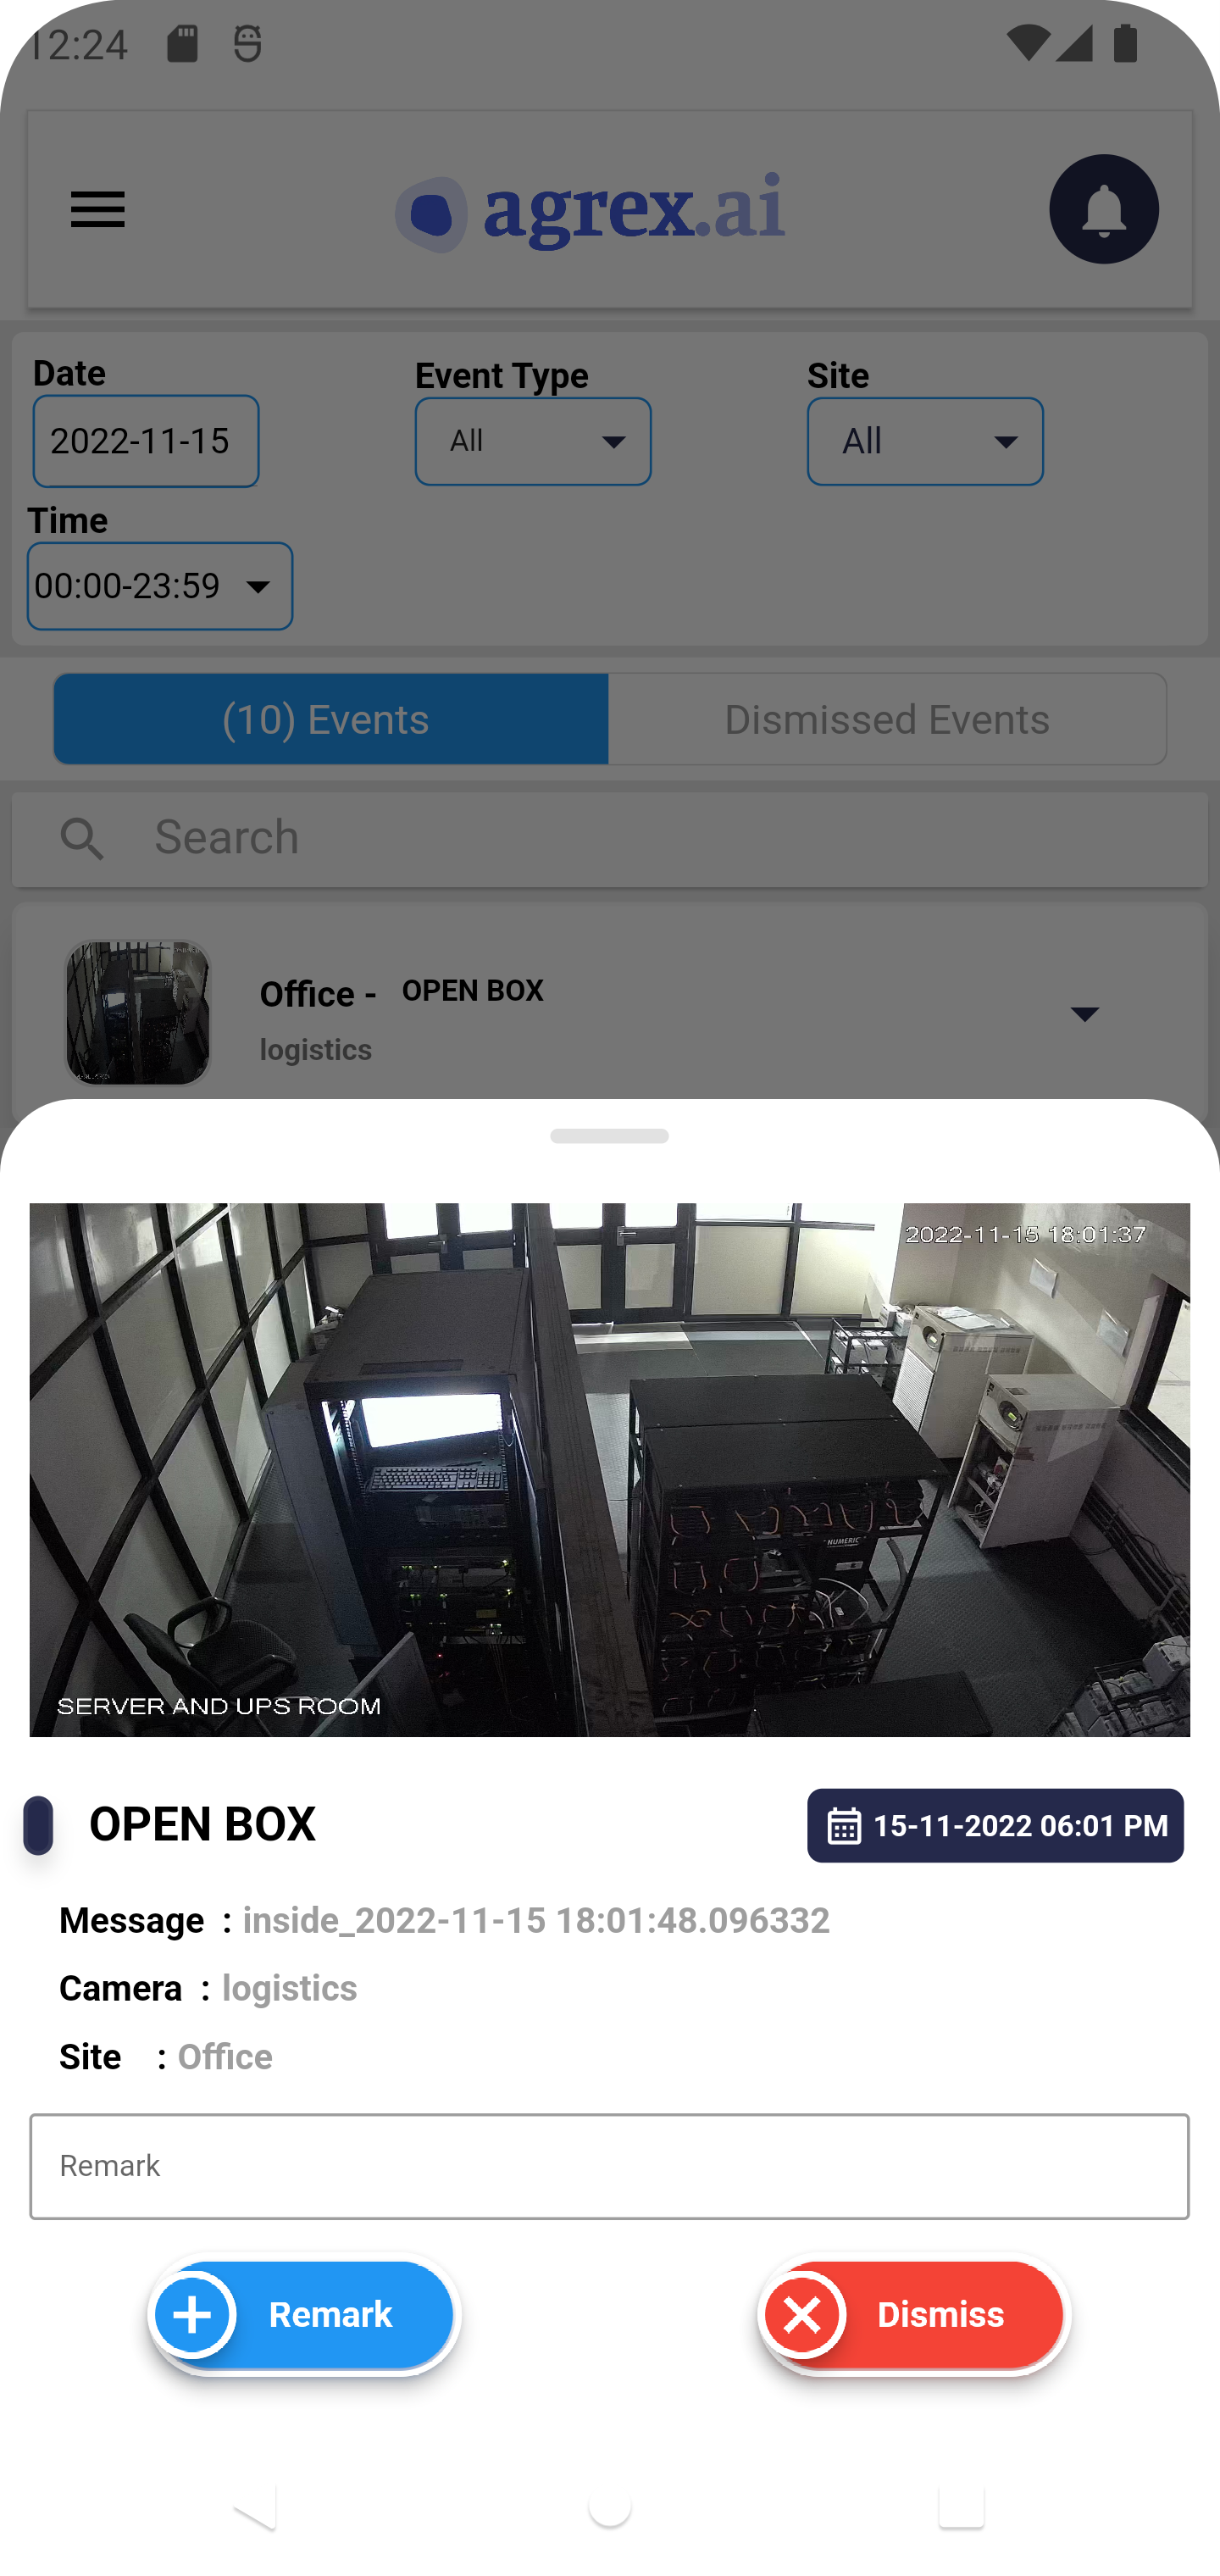 12:24
agrex.ai
Date
Event Type
Site
2022-11-15
All
All
Time
00:00-23:59
(10) Events
Dismissed Events
Search
Office - OPEN BOX
logistics
2022-11-15 18:01:37
NUMERIC
SERVER AND UPS ROOM
OPEN BOX
15-11-2022 06:01 PM
Message : inside_2022-11-15 18:01:48.096332
Camera : logistics
Site : Office
Remark
Remark
Dismiss